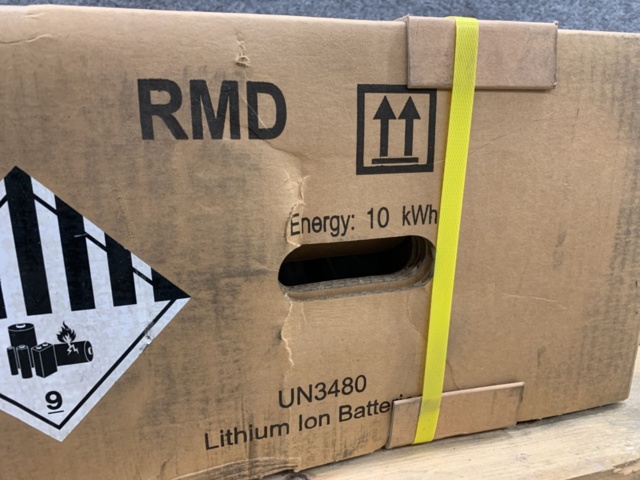 RMD
Energy: 10 kWh
9
UN3480
Lithium Ion